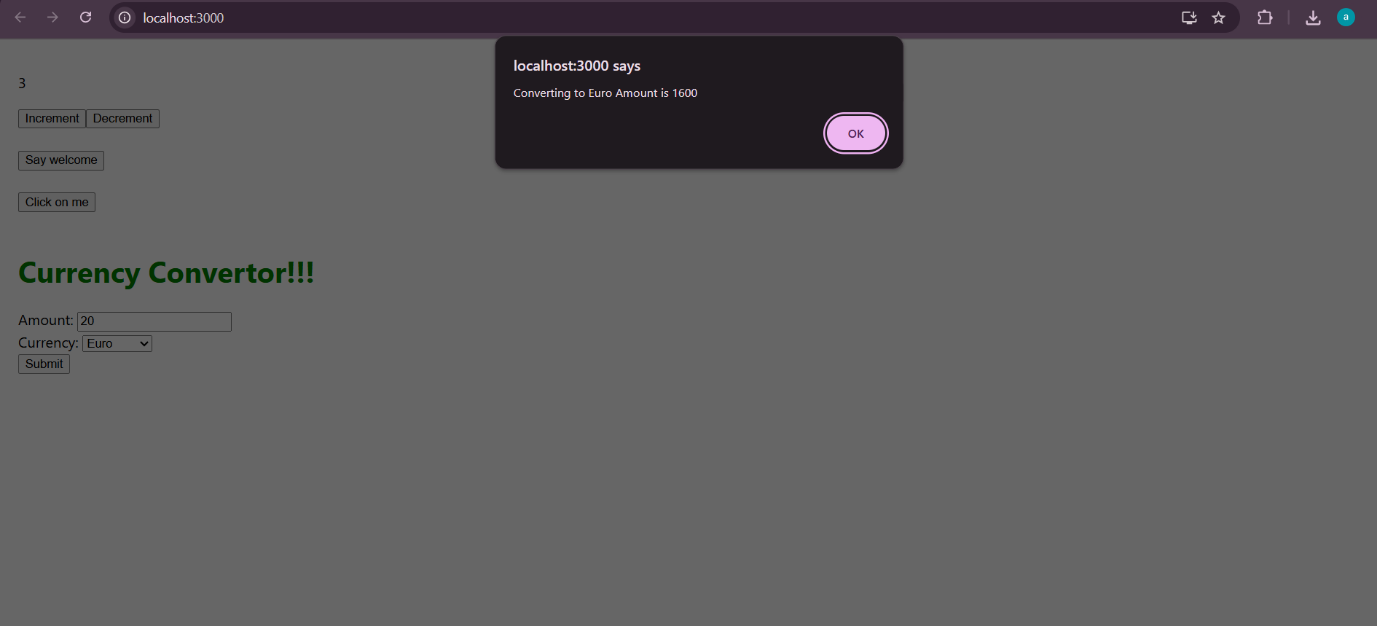 localhost:3000
a
localhost:3000 says
Converting to Euro Amount is 1600
OK
3
Increment Decrement
Say welcome
Click on me
Currency Convertor!!!
Amount: 20
Currency: Euro
Submit